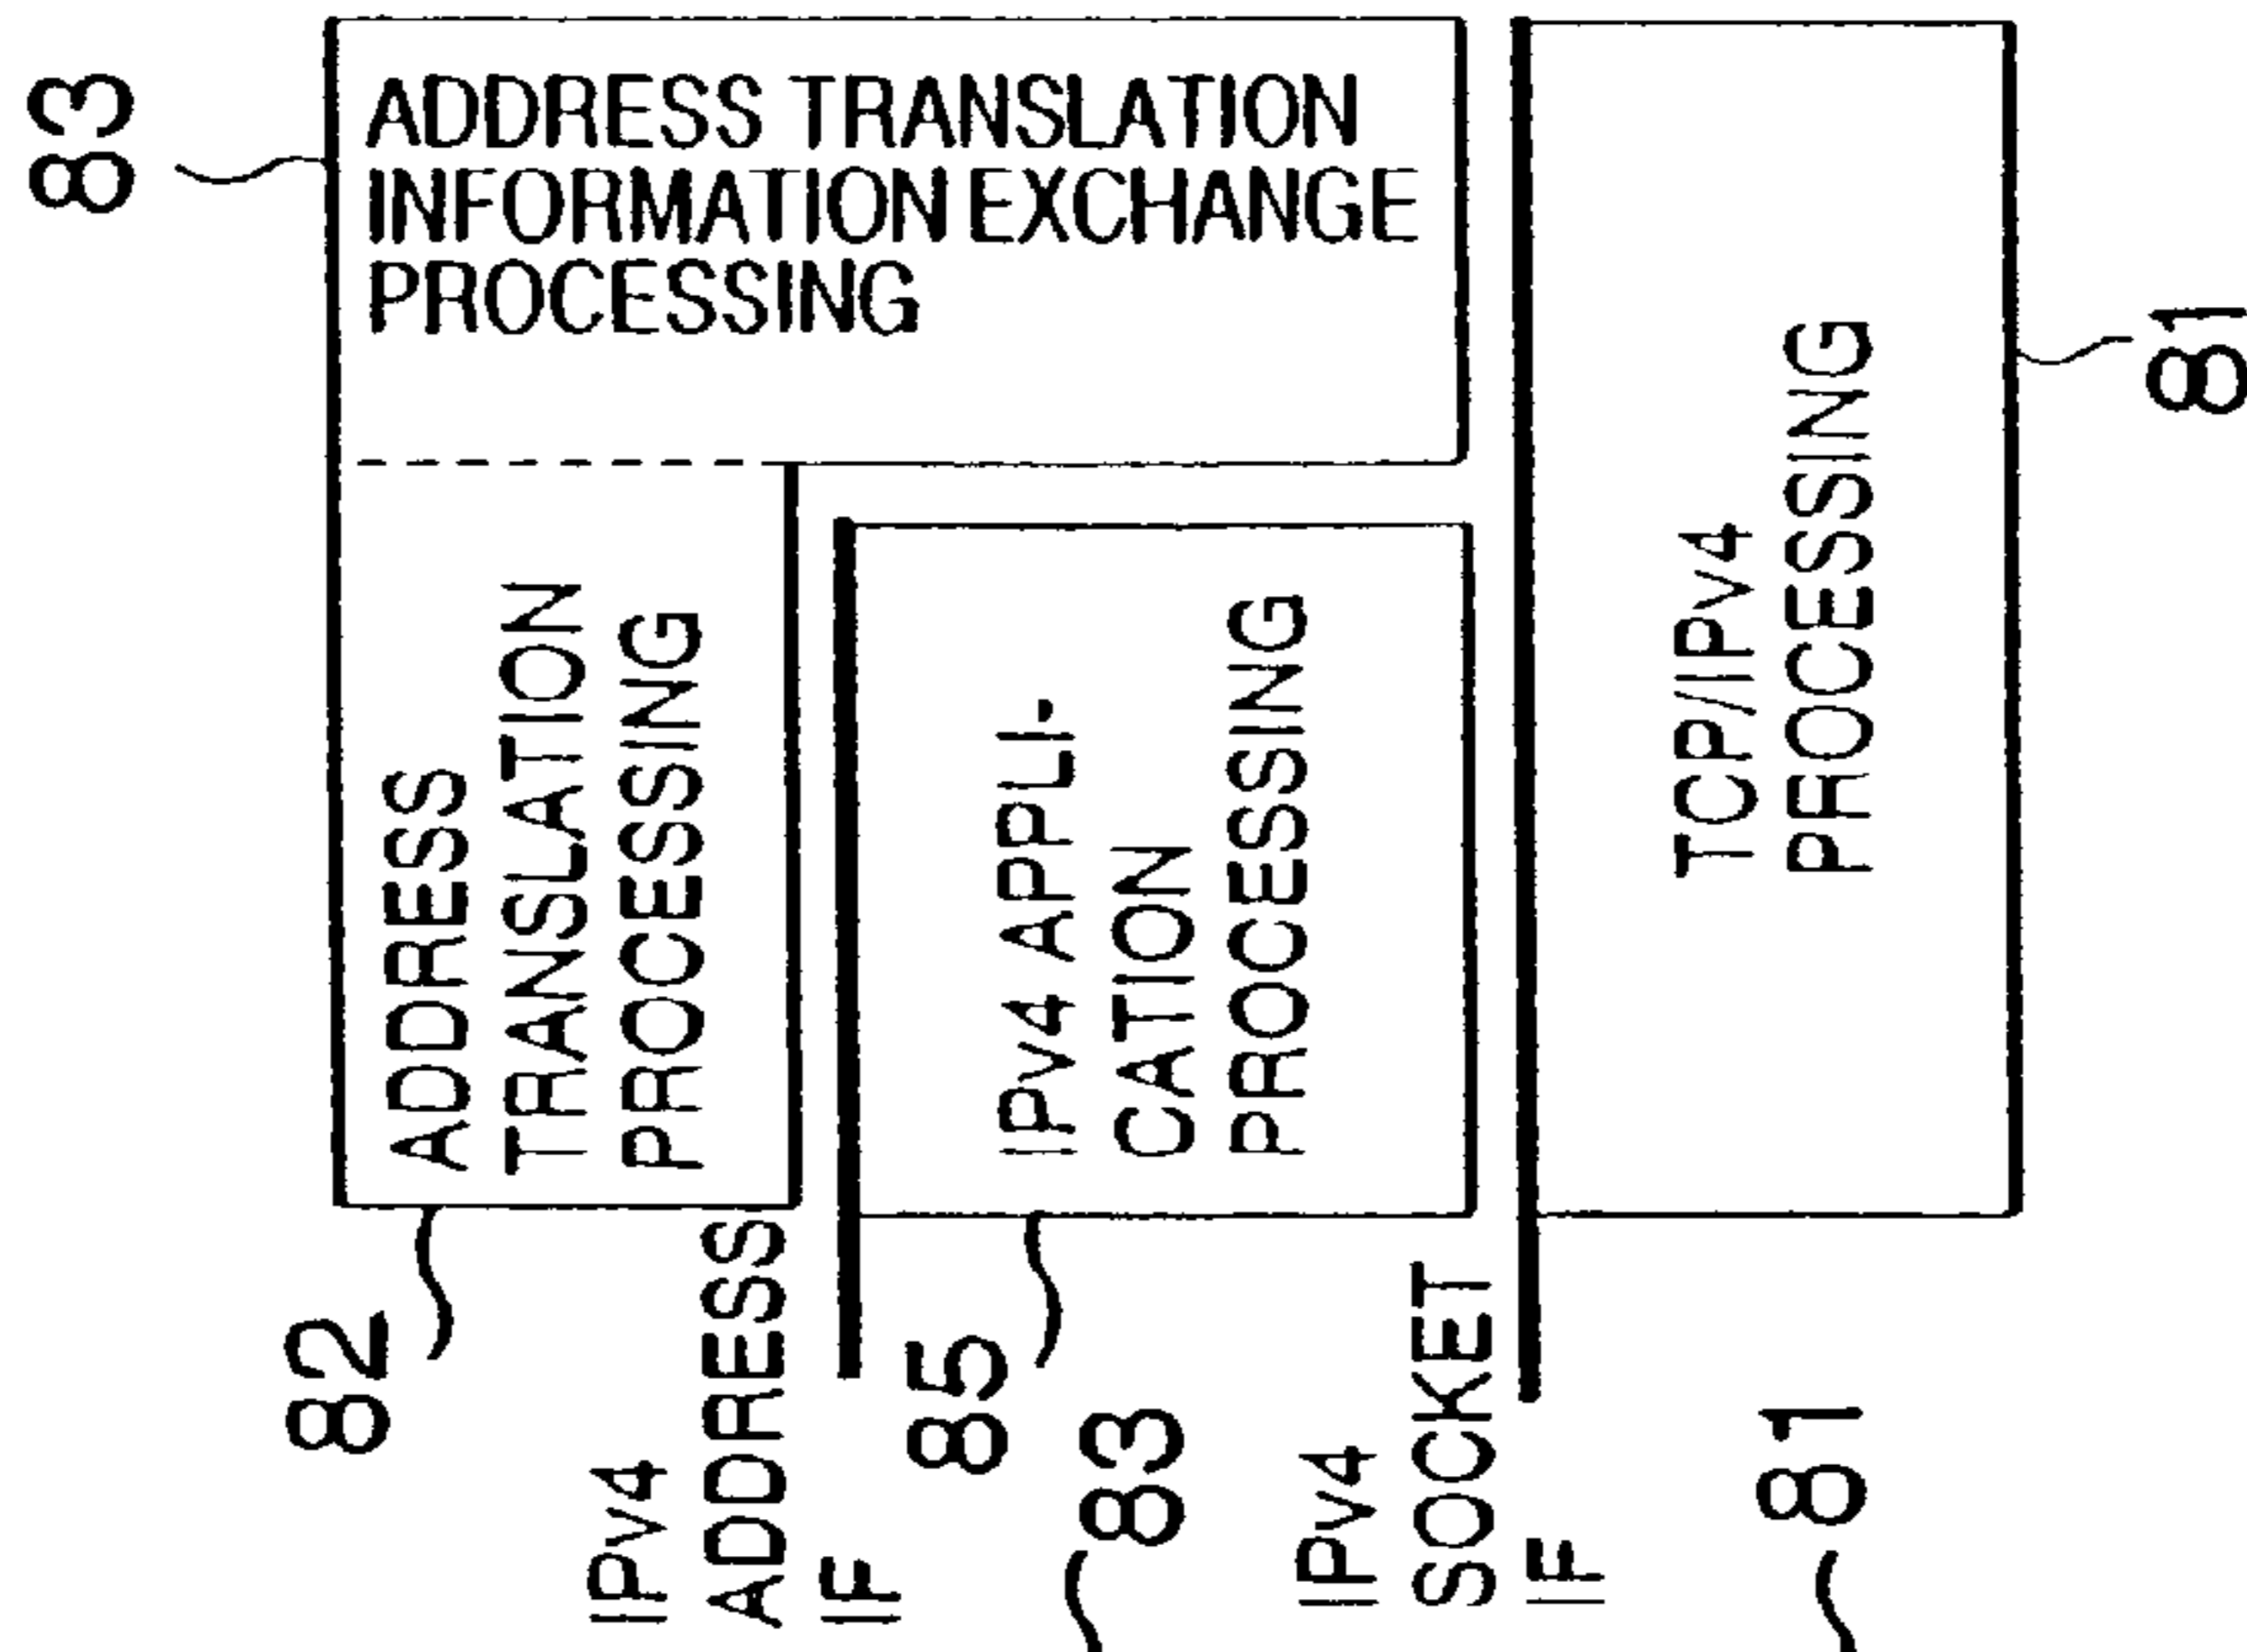 83
ADDRESS TRANSLATION
INFORMATION EXCHANGE
PROCESSING
82
ADDRESS
TRANSLATION
PROCESSING
IPv4
ADDRESS
IF
85
IPv4 APPLI-
CATION
PROCESSING
83
IPv4
SOCKET
IF
TCP/IPv4
PROCESSING
81
81